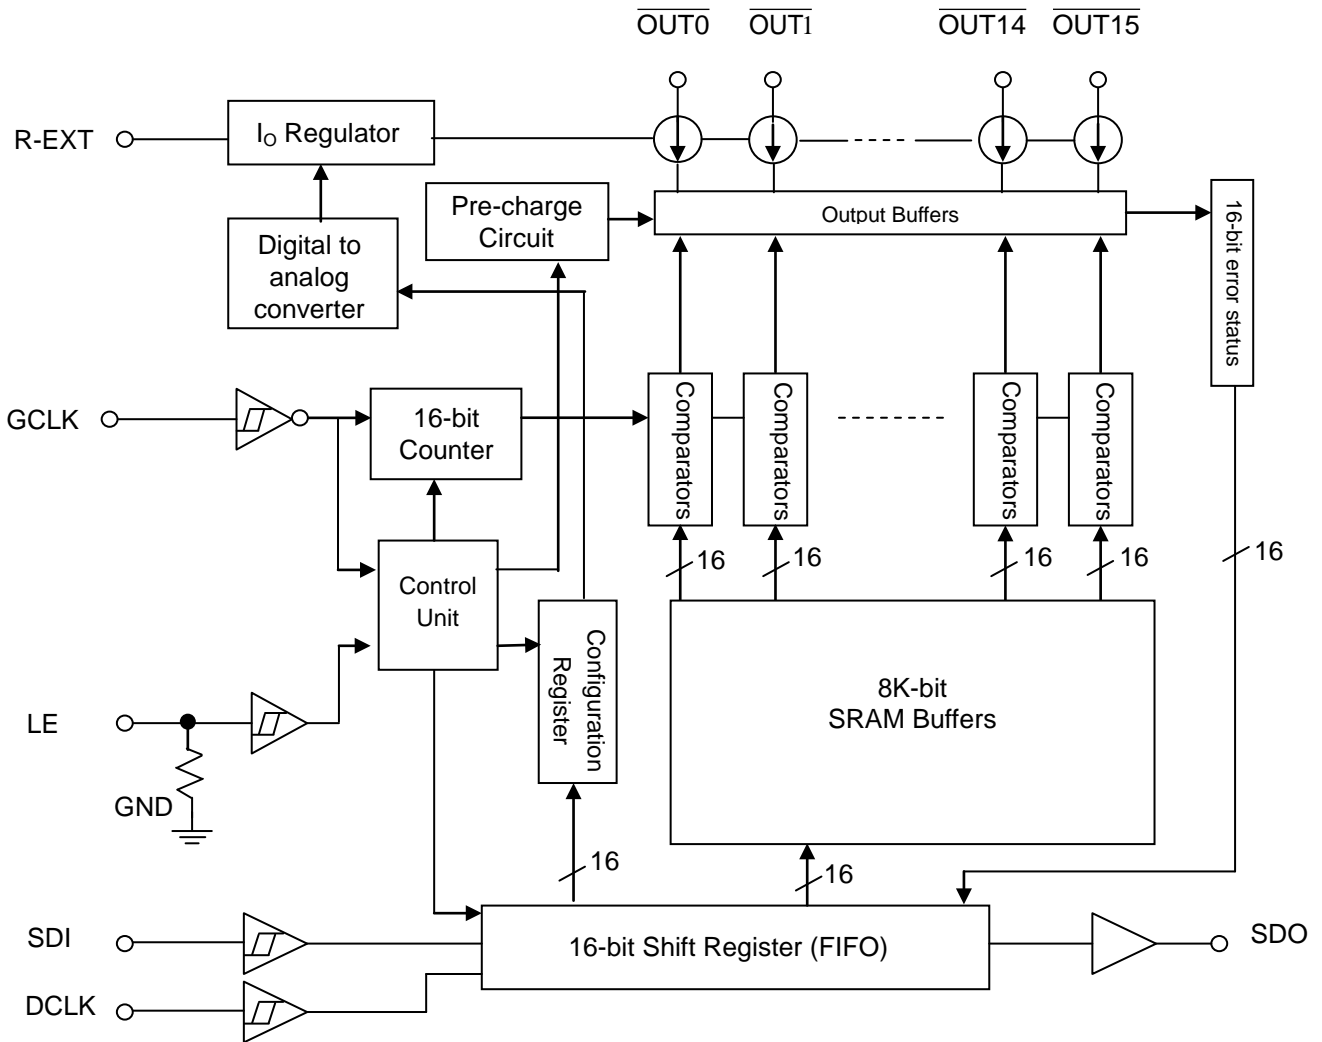 OUT0 OUT1 OUT14 OUT15
R-EXT
I₀ Regulator
Pre-charge
Circuit
Output Buffers
16-bit error status
Digital to
analog
converter
GCLK
16-bit
Counter
Comparators
Comparators
Comparators
Comparators
16
16
16
16
16
Control
Unit
Configuration
Register
8K-bit
SRAM Buffers
LE
GND
16
16
SDI
16-bit Shift Register (FIFO)
SDO
DCLK